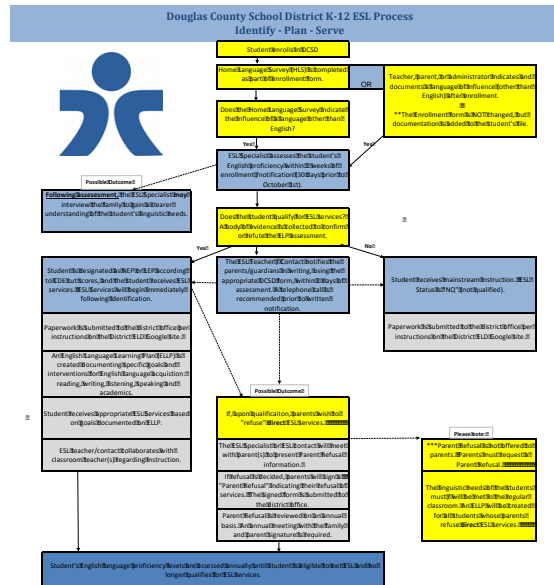 Douglas County School District K-12 ESL Process
Identify - Plan - Serve
Student enrolls in DCSD
Home Language Survey (HLS) is completed
as part of enrollment form.
OR
Teacher, parent, or administrator indicates and
documents a language of influence (other than
English) after enrollment.
**The Enrollment form is NOT changed, but
documentation is added to the student's file.
Does the Home Language Survey indicate
the influence of a language other than
English?
Yes
Yes
ESL Specialist assesses the student's
English proficiency within 2 weeks of
enrollment/notification (30 days prior to
October 1st).
Possible Outcome
Following assessment, the ESL Specialist may
interview the family to gain a clearer
understanding of the student's linguistic needs.
Does the student qualify for ESL services?
A body of evidence is collected to confirm
or refute the ELP assessment.
Yes
No
Student is designated as NEP or LEP according
to CDE cut scores, and the student receives ESL
services. ESL services will begin immediately
following identification.
The ESL Teacher/Contact notifies the
parents/guardians in writing, using the
appropriate DCSD form, within 2 days of
assessment. A telephone call is
recommended prior to written
notification.
Student receives mainstream instruction. ESL
Status is "NQ" (not qualified).
Paperwork is submitted to the district office per
instructions on the District ELD Google site.
Paperwork is submitted to the district office per
instructions on the District ELD Google site.
An English Language Learning Plan (ELLP) is
created documenting specific goals and
interventions for English language acquistion:
reading, writing, listening, speaking and
academics.
Student receives appropriate ESL services based
on goals documented on ELLP.
ESL teacher/contact collaborates with
classroom teacher(s) regarding instruction.
Possible Outcome
If, upon qualificaiton, parents wish to
"refuse" direct ESL services.
The ESL Specialist or ESL contact will meet
with parent(s) to present Parent Refusal
information.
If Refusal is decided, parents will sign a
"Parent Refusal" indicating their refusal of
services. The signed form is submitted to
the district office.
Parent Refusal is reviewed on an annual
basis. An annual meeting with the family
and parent signature is required.
Please note:
***Parent Refusal is not offered to
parents. Parents must request a
Parent Refusal.
The linguistic needs of the students
must/will be met in the regular
classroom. An ELLP will be created
for all students whose parents
refuse direct ESL services.
Student's English language proficiency levels are assessed annually until student is eligible to exit ESL and no
longer qualifies for ESL services.